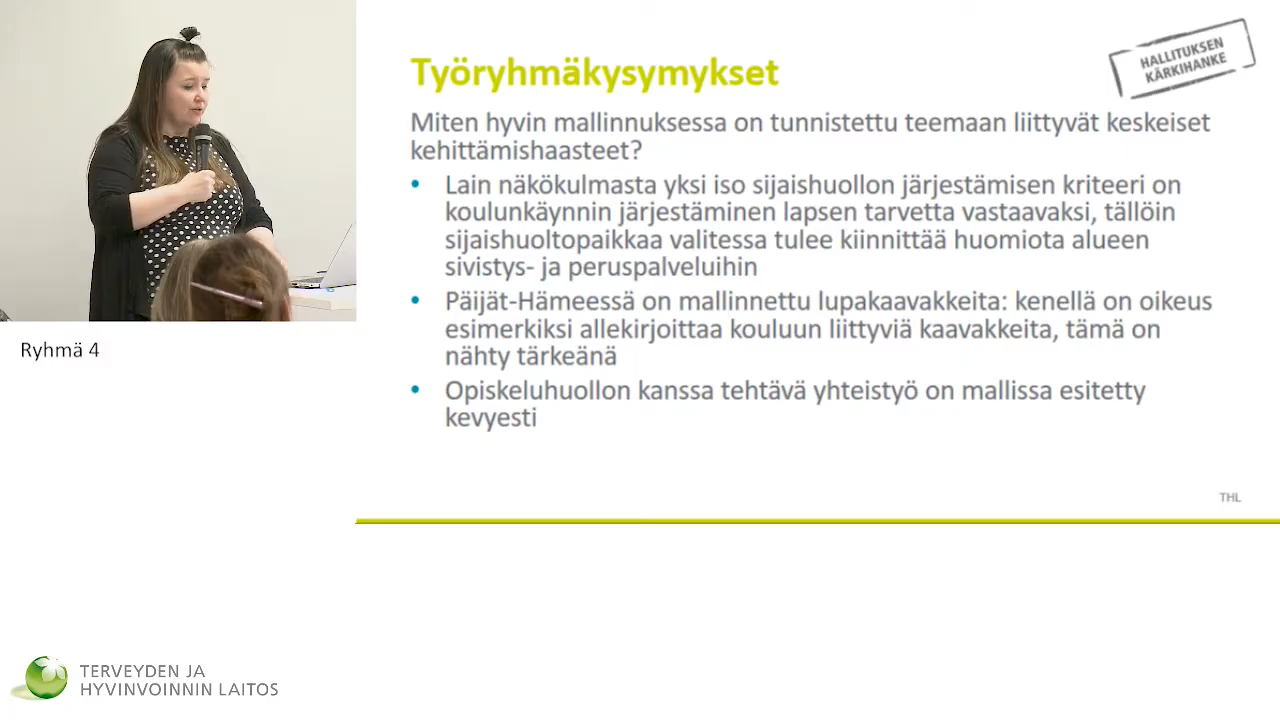 Työryhmäkysymykset
HALLITUKSEN
KÄRKIHANKE
Miten hyvin mallinnuksessa on tunnistettu teemaan liittyvät keskeiset
kehittämishaasteet?
• Lain näkökulmasta yksi iso sijaishuollon järjestämisen kriteeri on
koulunkäynnin järjestäminen lapsen tarvetta vastaavaksi, tällöin
sijaishuoltopaikkaa valitessa tulee kiinnittää huomiota alueen
sivistys- ja peruspalveluihin
• Päijät-Hämeessä on mallinnettu lupakaavakkeita: kenellä on oikeus
esimerkiksi allekirjoittaa kouluun liittyviä kaavakkeita, tämä on
nähty tärkeänä
• Opiskeluhuollon kanssa tehtävä yhteistyö on mallissa esitetty
kevyesti
THL
Ryhmä 4
TERVEYDEN JA
HYVINVOINNIN LAITOS